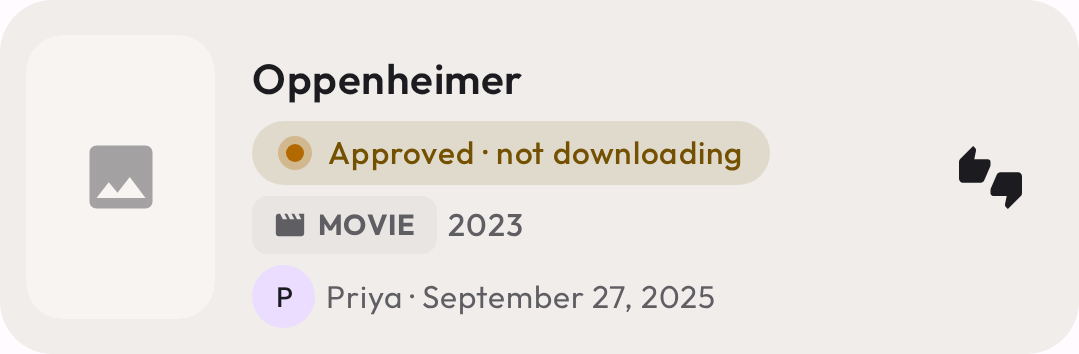 Oppenheimer
Approved · not downloading
MOVIE 2023
P Priya · September 27, 2025